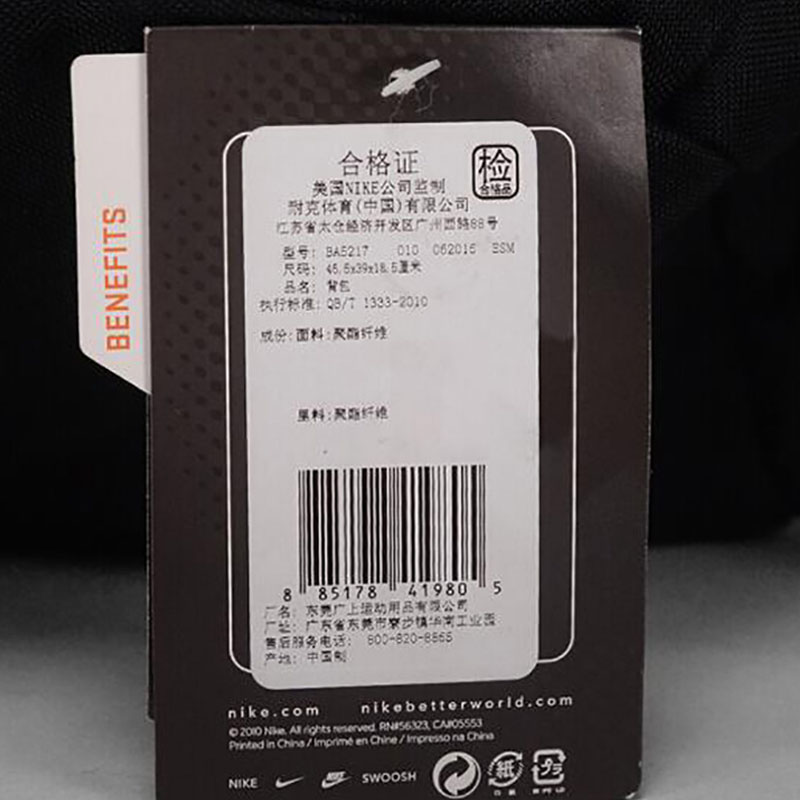 BENEFITS
合格证
检
合格品
美国NIKE公司监制
耐克体育(中国)有限公司
江苏省太仓经济开发区广州西路88号
型号: BA5217 010 062016 BSM
尺码: 46.5x39x18.5厘米
品名: 背包
执行标准: QB/T 1333-2010
成份: 面料: 聚酯纤维
里料: 聚酯纤维
8 85178 41980 5
厂名: 东莞广上运动用品有限公司
厂址: 广东省东莞市寮步镇华南工业园
售后服务电话: 800-820-8865
产地: 中国制
nike.com nikebetterworld.com
© 2010 Nike. All rights reserved. RN#56323, CA#05553
Printed in China / Imprimé en Chine / Impresso na China
NIKE SWOOSH 紙